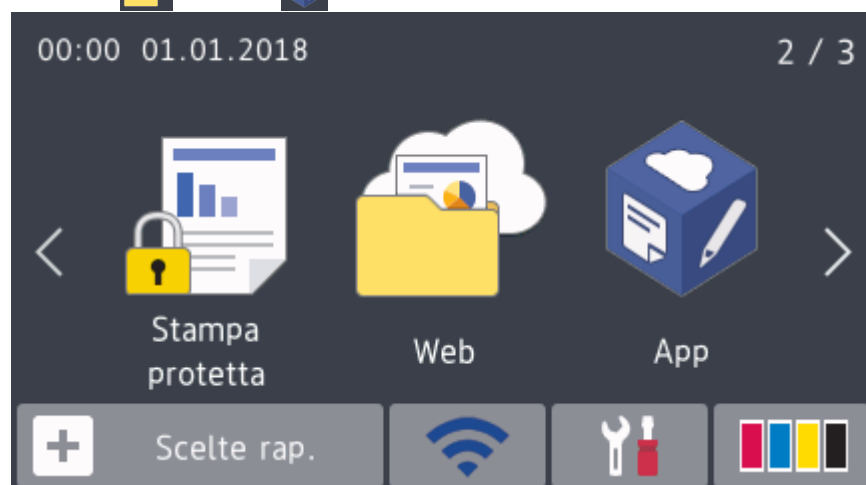 00:00 01.01.2018 2 / 3
Stampa
protetta
Web
App
Scelte rap.